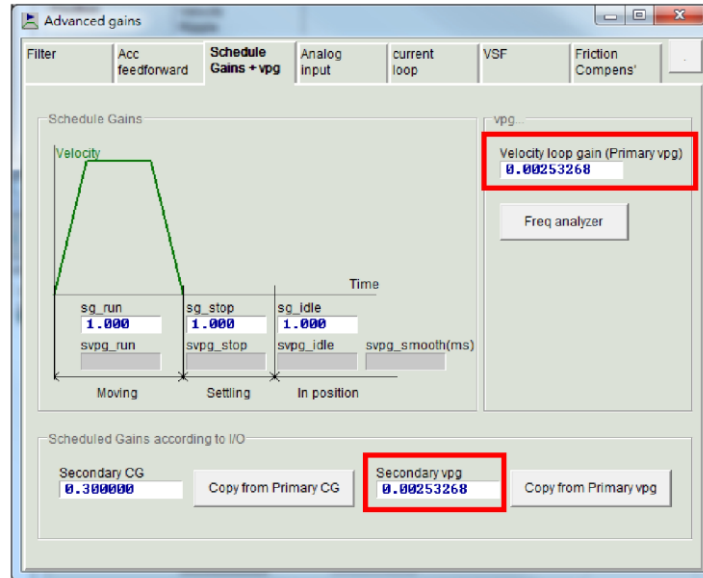 Advanced gains
Filter
Acc
feedforward
Schedule
Gains + vpg
Analog
input
current
loop
VSF
Friction
Compens'
.
Schedule Gains
Velocity
Time
sg_run
sg_stop
sg_idle
1.000
1.000
1.000
svpg_run
svpg_stop
svpg_idle
svpg_smooth(ms)
Moving
Settling
In position
vpg...
Velocity loop gain (Primary vpg)
0.00253268
Freq analyzer
Scheduled Gains according to I/O
Secondary CG
0.300000
Copy from Primary CG
Secondary vpg
0.00253268
Copy from Primary vpg